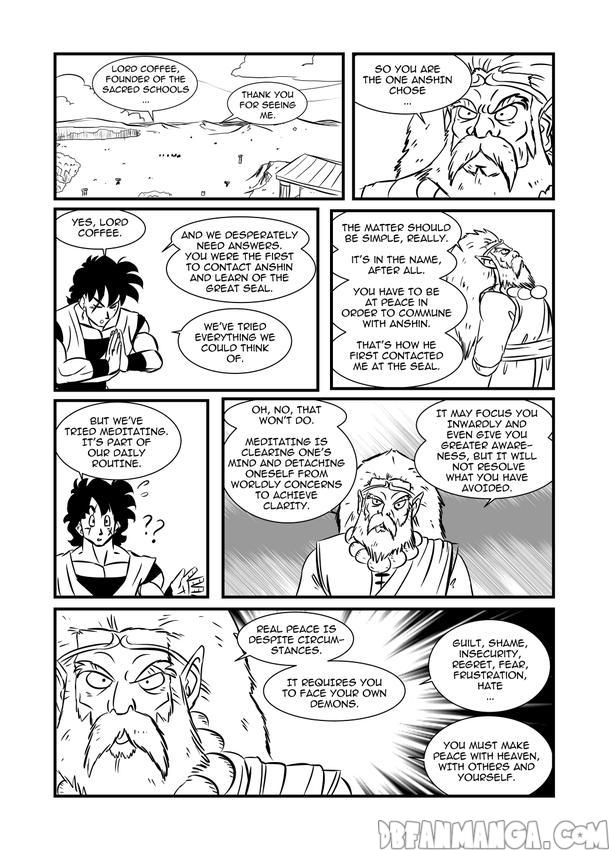 LORD COFFEE,
FOUNDER OF THE
SACRED SCHOOLS
...
THANK YOU
FOR SEEING
ME.
SO YOU ARE
THE ONE ANSHIN
CHOSE ...
YES, LORD
COFFEE.
AND WE DESPERATELY
NEED ANSWERS.
YOU WERE THE FIRST
TO CONTACT ANSHIN
AND LEARN OF THE
GREAT SEAL.
WE'VE TRIED
EVERYTHING WE
COULD THINK
OF.
THE MATTER SHOULD
BE SIMPLE, REALLY.
IT'S IN THE NAME,
AFTER ALL.
YOU HAVE TO BE
AT PEACE IN
ORDER TO COMMUNE
WITH ANSHIN.
THAT'S HOW HE
FIRST CONTACTED
ME AT THE SEAL.
BUT WE'VE
TRIED MEDITATING.
IT'S PART OF
OUR DAILY
ROUTINE.
??
OH, NO, THAT
WON'T DO.
MEDITATING IS
CLEARING ONE'S
MIND AND DETACHING
ONESELF FROM
WORLDLY CONCERNS
TO ACHIEVE
CLARITY.
IT MAY FOCUS YOU
INWARDLY AND
EVEN GIVE YOU
GREATER AWARE-
NESS, BUT IT WILL
NOT RESOLVE
WHAT YOU HAVE
AVOIDED.
REAL PEACE IS
DESPITE CIRCUM-
STANCES.
IT REQUIRES YOU
TO FACE YOUR OWN
DEMONS.
GUILT, SHAME,
INSECURITY,
REGRET, FEAR,
FRUSTRATION,
HATE
...
YOU MUST MAKE
PEACE WITH HEAVEN,
WITH OTHERS AND
YOURSELF.
DBFANMANGA.COM